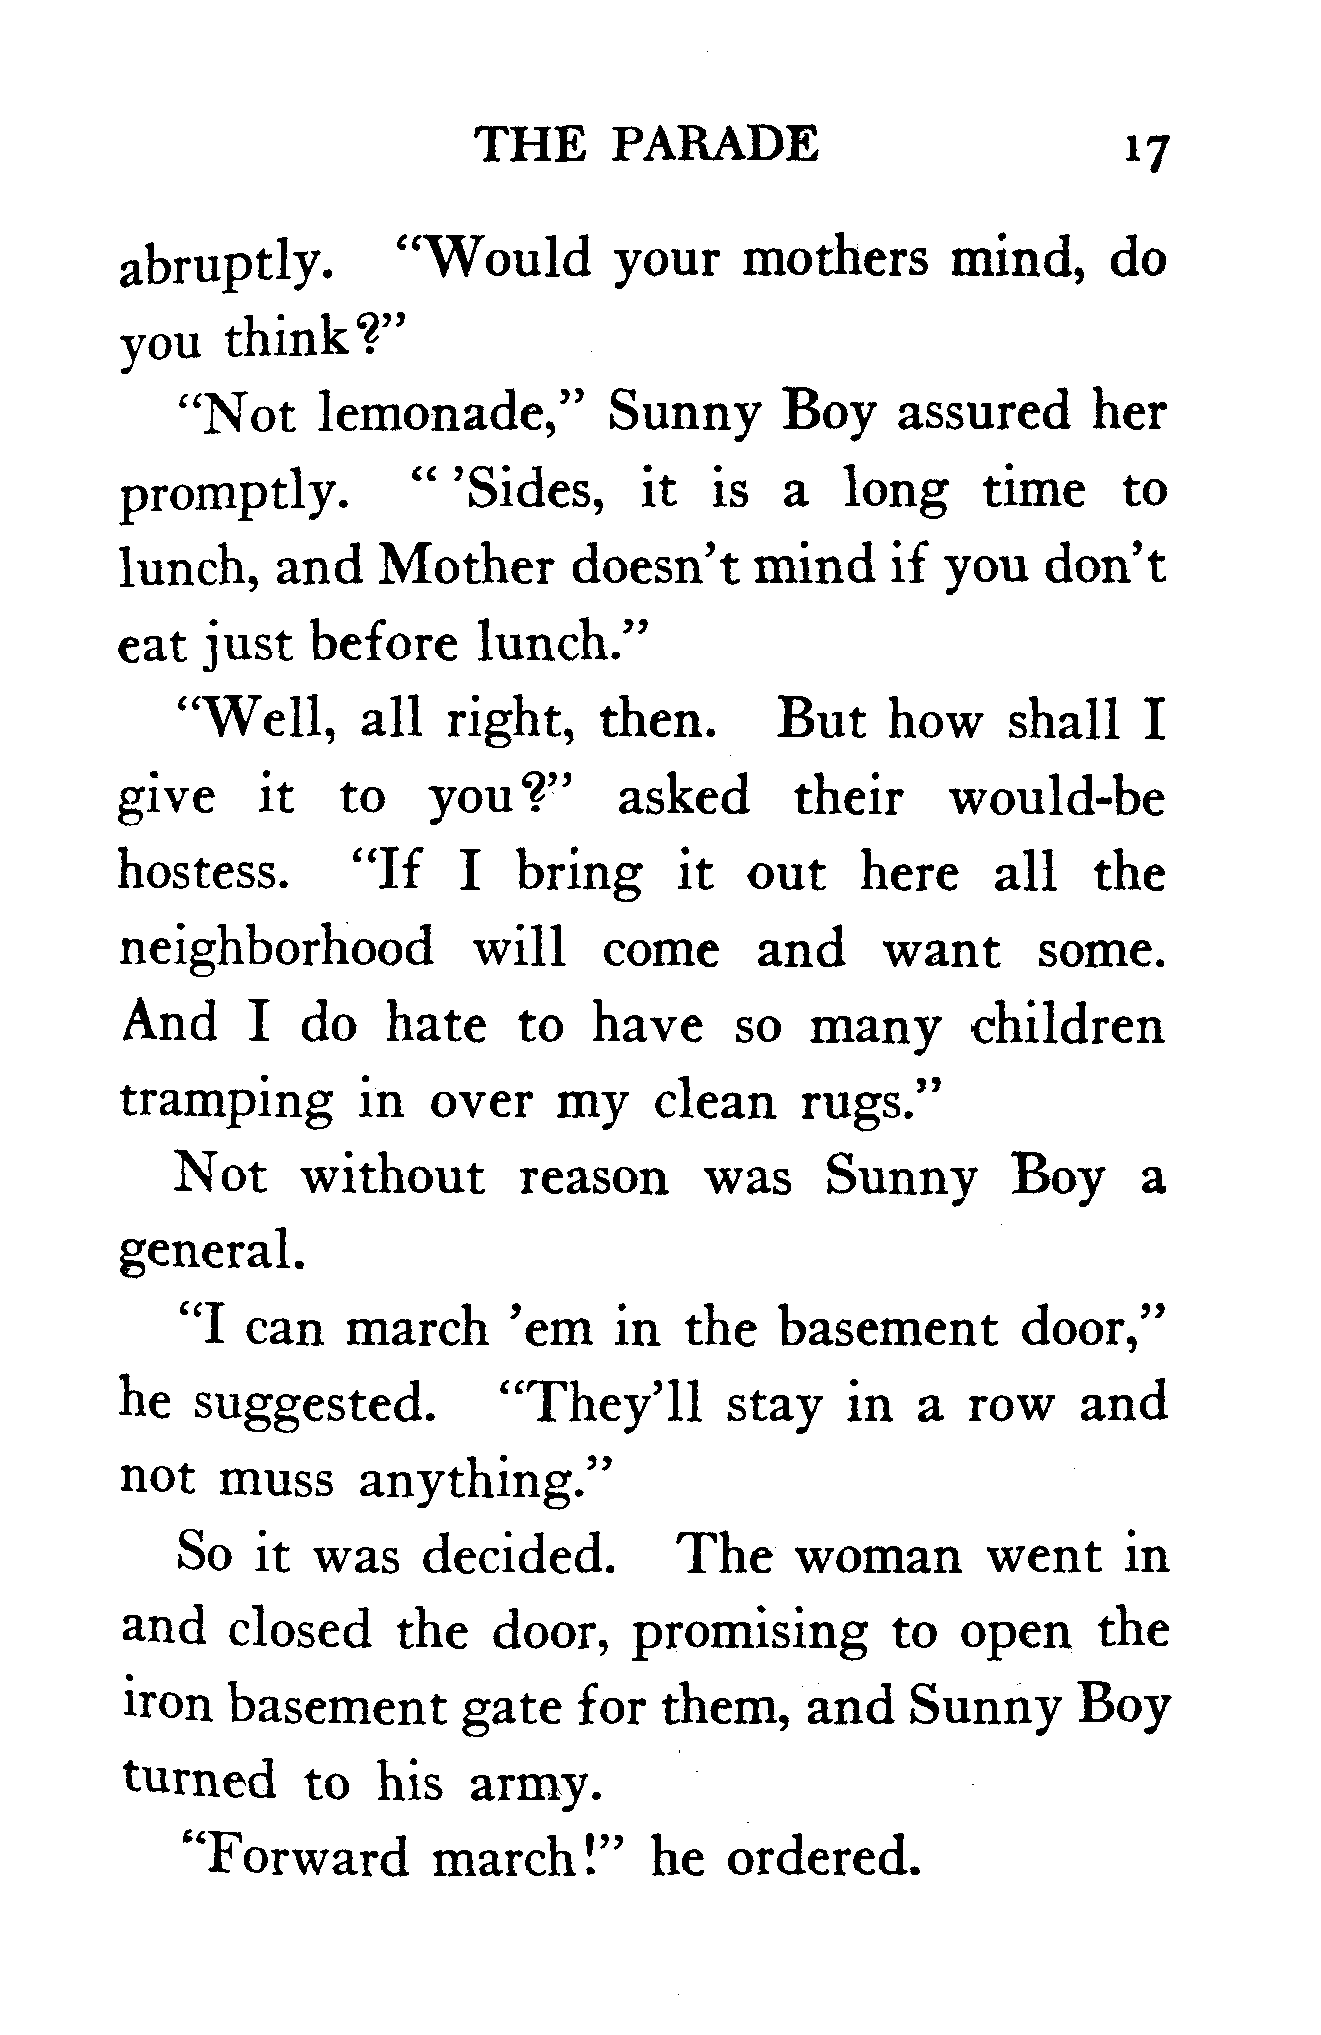 THE PARADE 17
abruptly. “Would your mothers mind, do
you think?”
“Not lemonade,” Sunny Boy assured her
promptly. “ ’Sides, it is a long time to
lunch, and Mother doesn’t mind if you don’t
eat just before lunch.”
“Well, all right, then. But how shall I
give it to you?” asked their would-be
hostess. “If I bring it out here all the
neighborhood will come and want some.
And I do hate to have so many children
tramping in over my clean rugs.”
Not without reason was Sunny Boy a
general.
“I can march ’em in the basement door,”
he suggested. “They’ll stay in a row and
not muss anything.”
So it was decided. The woman went in
and closed the door, promising to open the
iron basement gate for them, and Sunny Boy
turned to his army.
“Forward march!” he ordered.